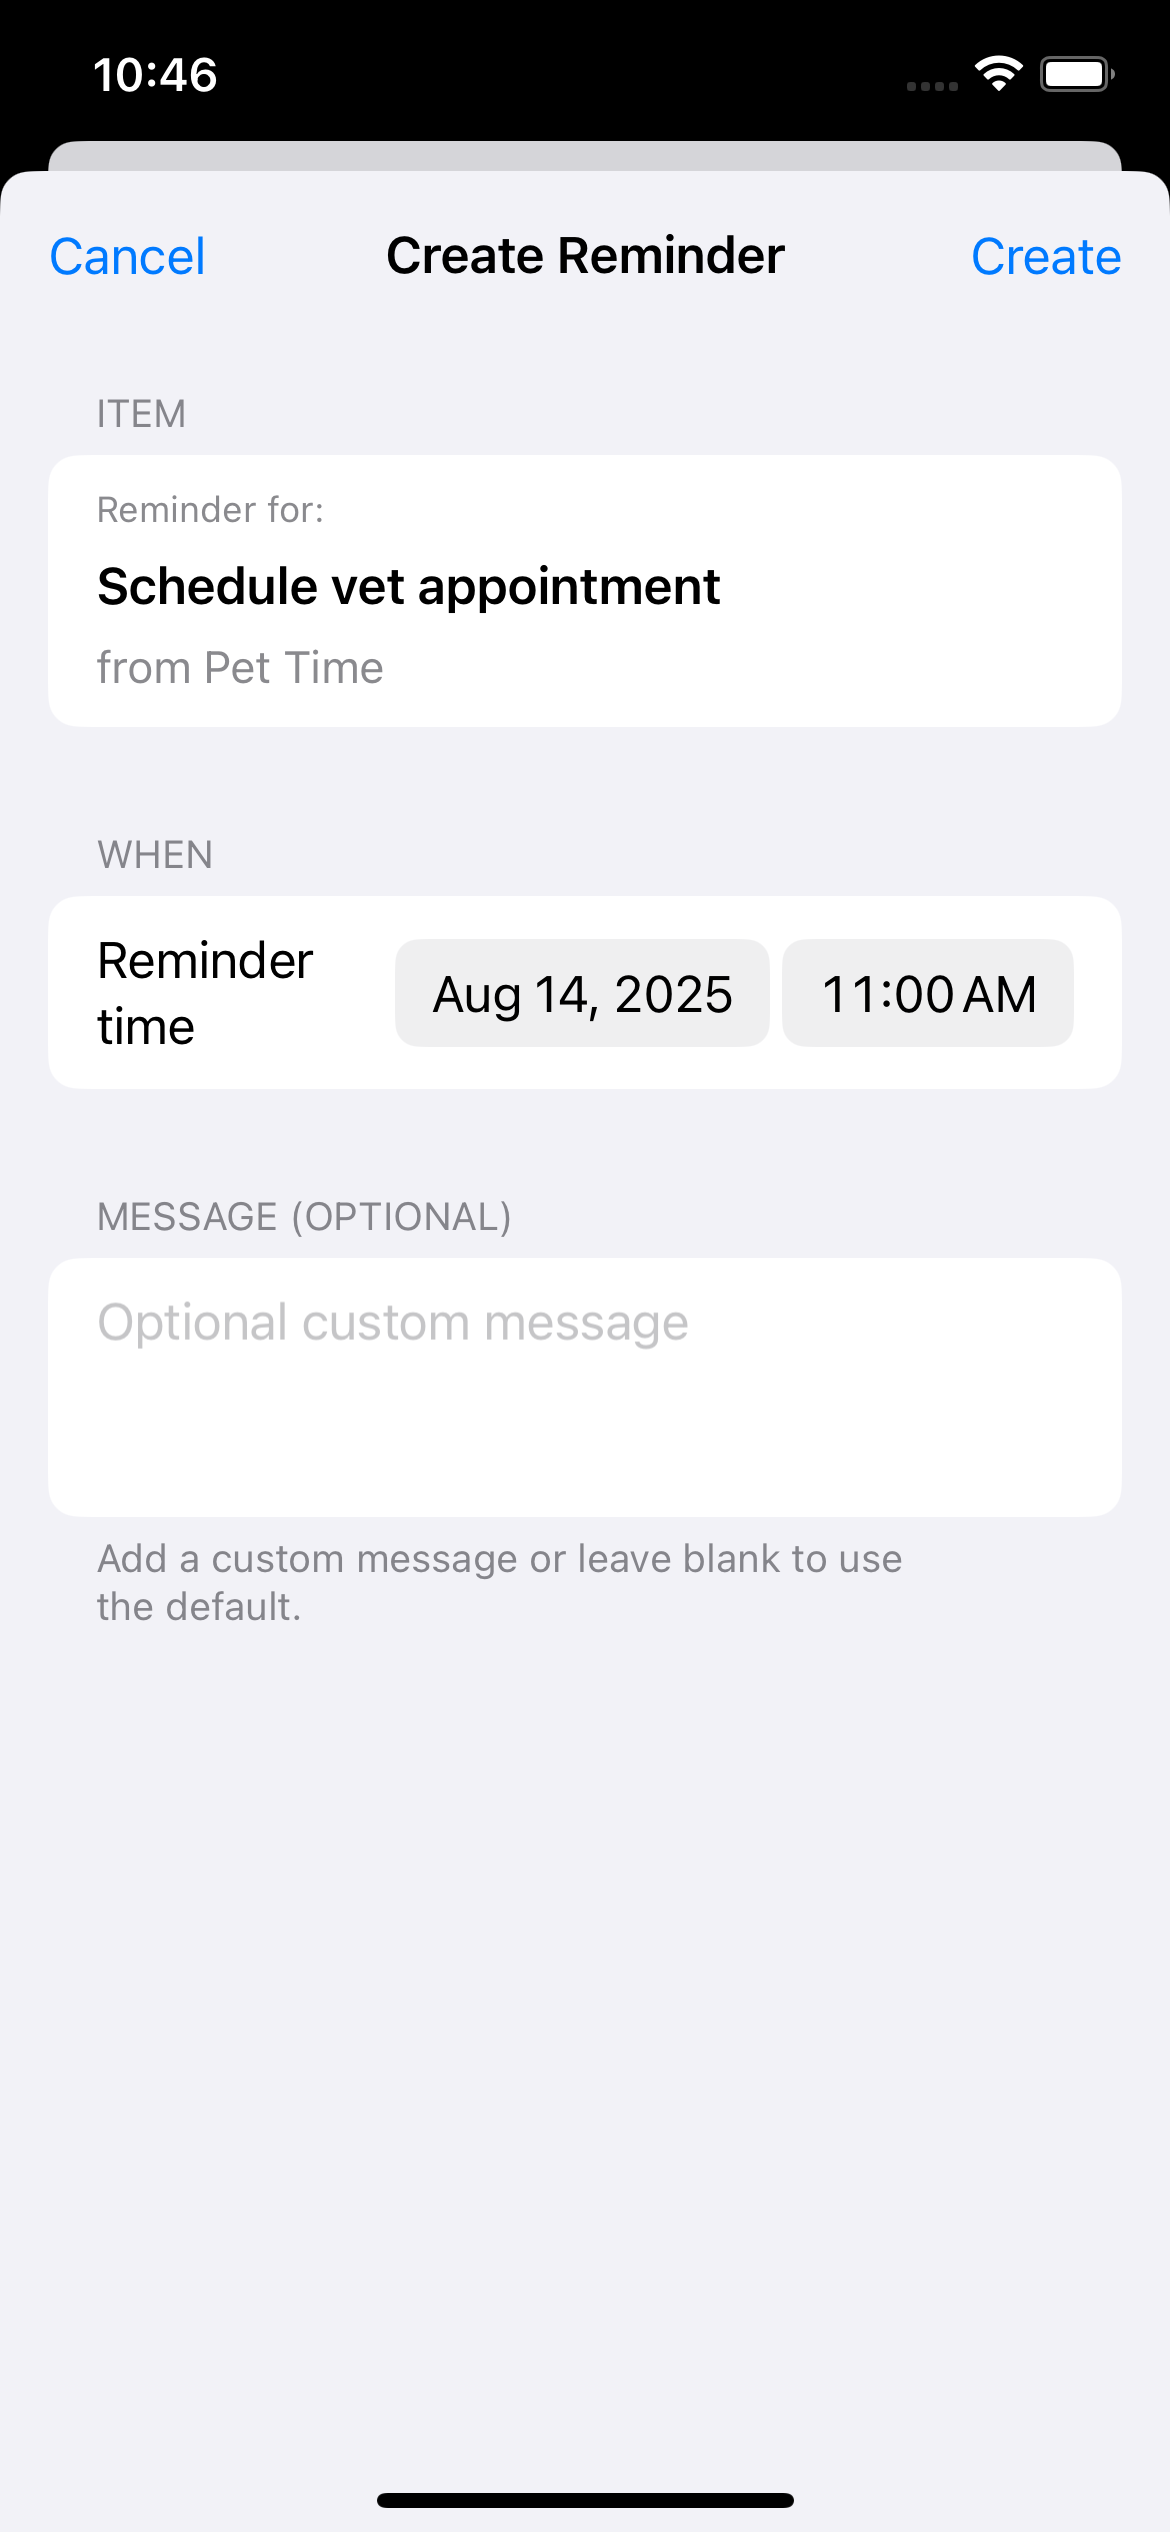 10:46
Cancel
Create Reminder
Create
ITEM
Reminder for:
Schedule vet appointment
from Pet Time
WHEN
Reminder
time
Aug 14, 2025
11:00 AM
MESSAGE (OPTIONAL)
Optional custom message
Add a custom message or leave blank to use
the default.